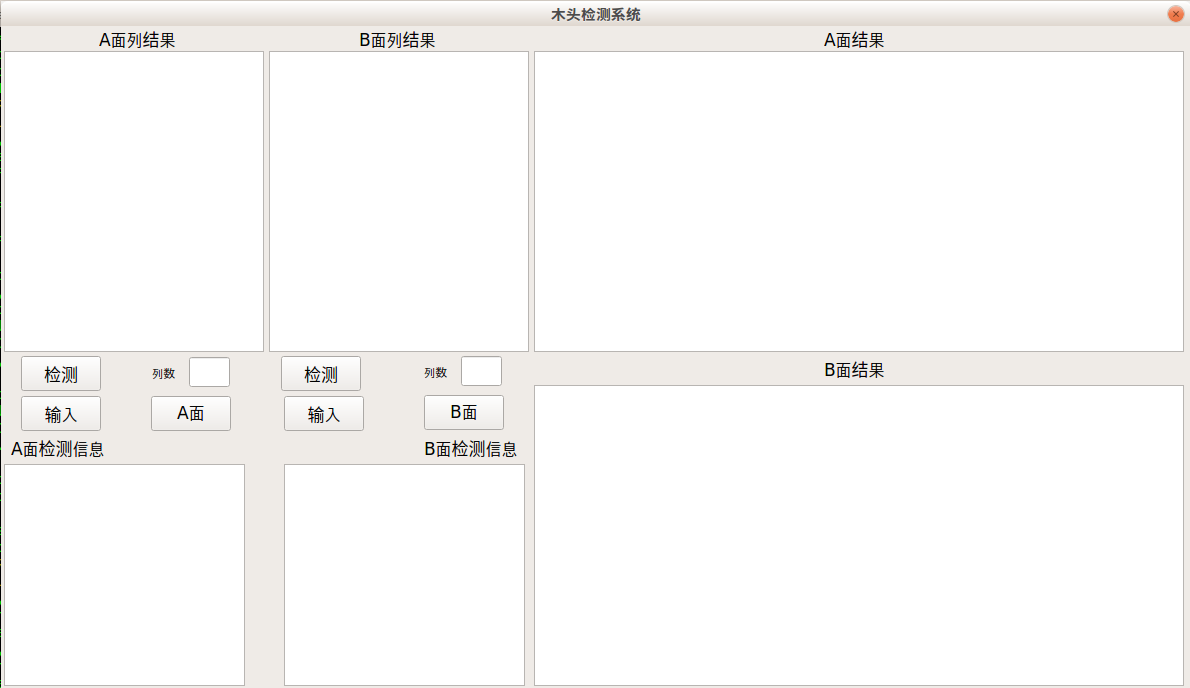 木头检测系统
A面列结果
B面列结果
A面结果
检测
列数
检测
列数
B面结果
输入
A面
输入
B面
A面检测信息
B面检测信息